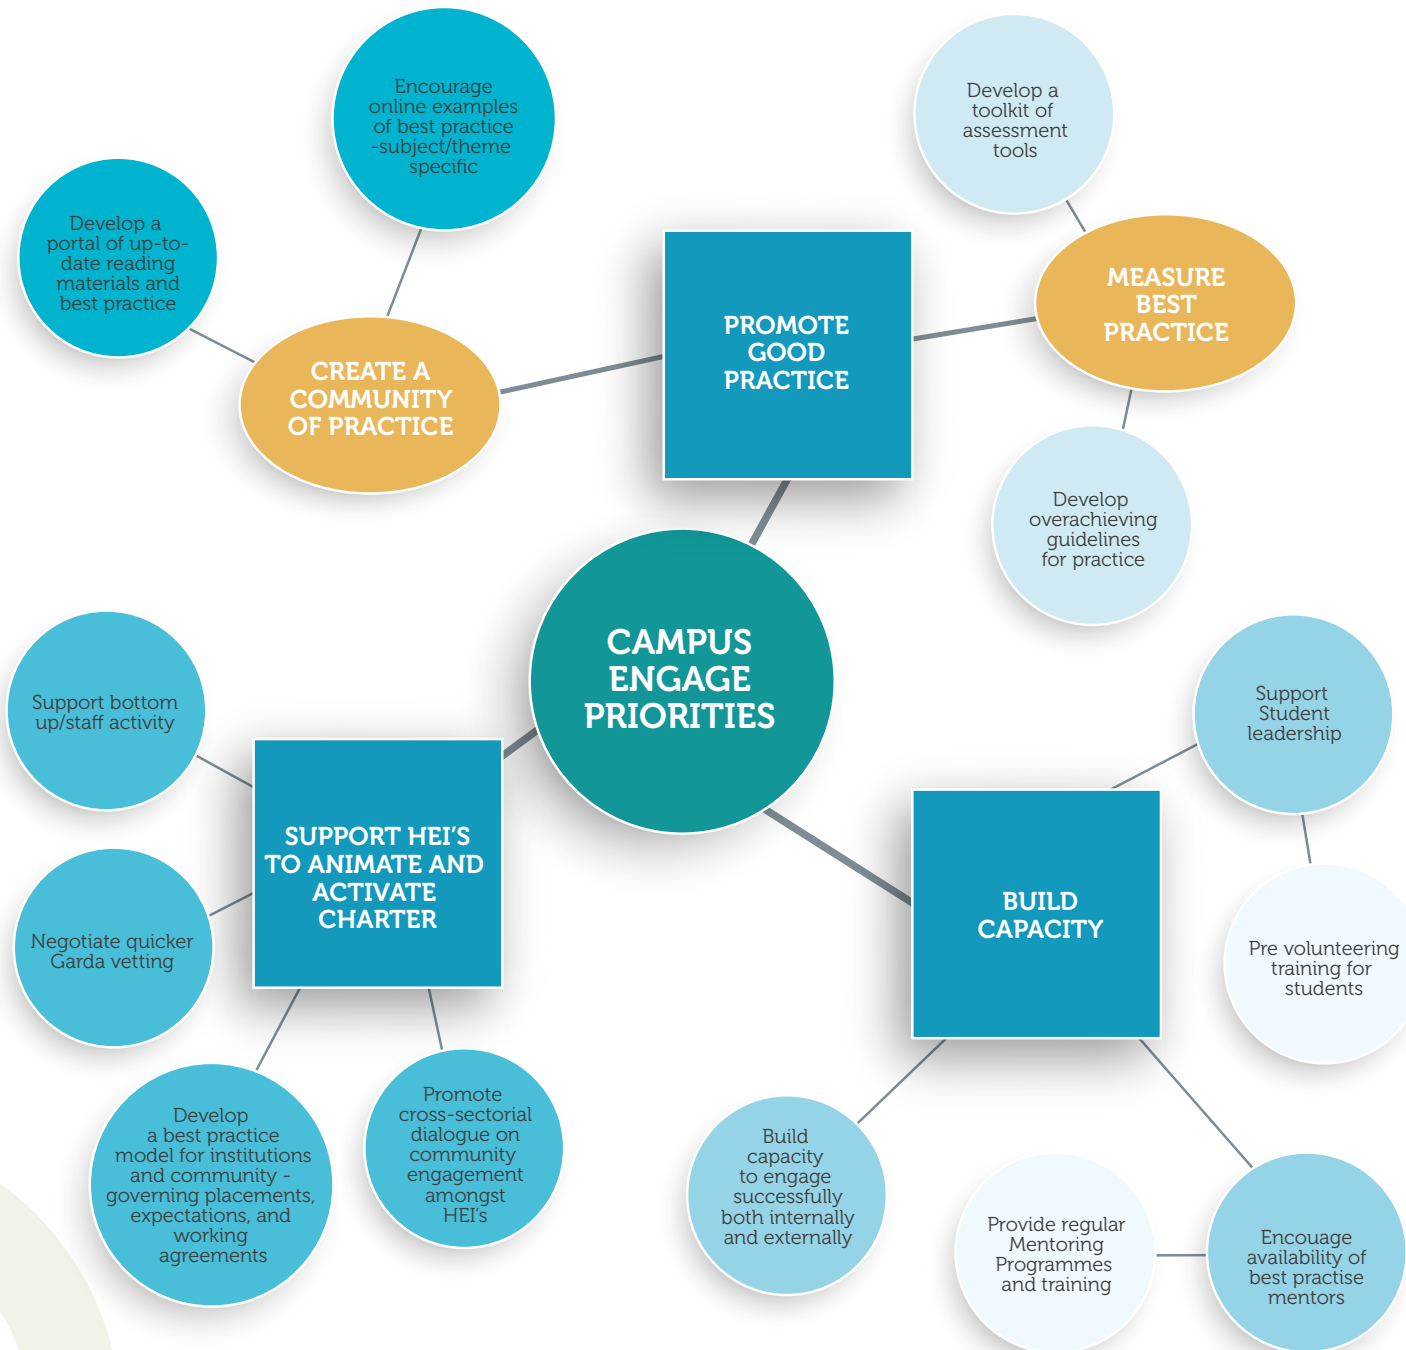 Encourage
online examples
of best practice
-subject/theme
specific
Develop a
portal of up-to-
date reading
materials and
best practice
CREATE A
COMMUNITY
OF PRACTICE
PROMOTE
GOOD
PRACTICE
Develop a
toolkit of
assessment
tools
MEASURE
BEST
PRACTICE
Develop
overachieving
guidelines
for practice
CAMPUS
ENGAGE
PRIORITIES
Support bottom
up/staff activity
SUPPORT HEI'S
TO ANIMATE AND
ACTIVATE
CHARTER
Negotiate quicker
Garda vetting
Develop
a best practice
model for institutions
and community -
governing placements,
expectations, and
working
agreements
Promote
cross-sectorial
dialogue on
community
engagement
amongst
HEI's
Support
Student
leadership
BUILD
CAPACITY
Pre volunteering
training for
students
Build
capacity
to engage
successfully
both internally
and externally
Provide regular
Mentoring
Programmes
and training
Encouage
availability of
best practise
mentors